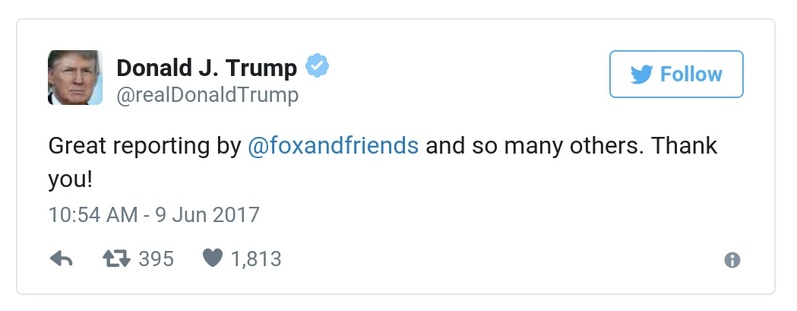 Donald J. Trump
@realDonaldTrump
Follow
Great reporting by @foxandfriends and so many others. Thank
you!
10:54 AM - 9 Jun 2017
395 1,813